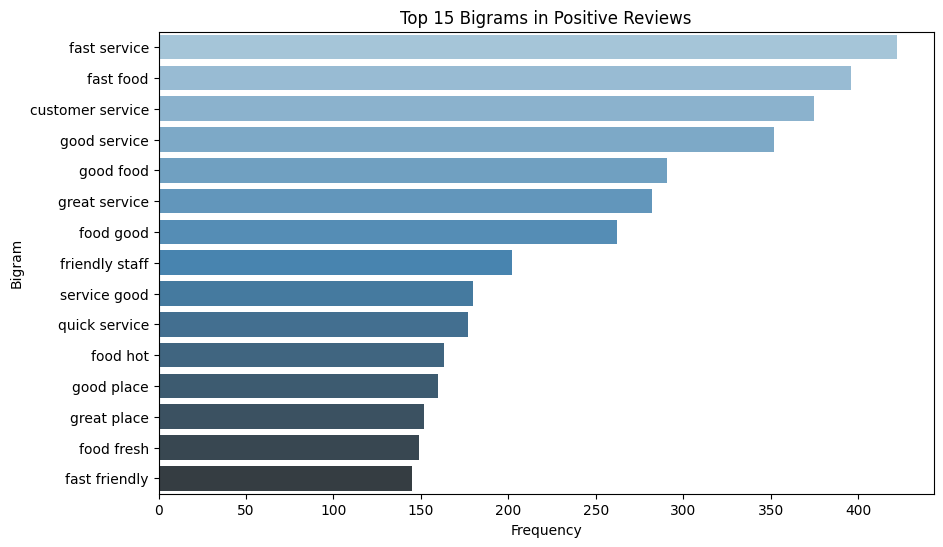 Top 15 Bigrams in Positive Reviews
fast service
fast food
customer service
good service
good food
great service
food good
friendly staff
service good
quick service
food hot
good place
great place
food fresh
fast friendly
Bigram
0 50 100 150 200 250 300 350 400
Frequency